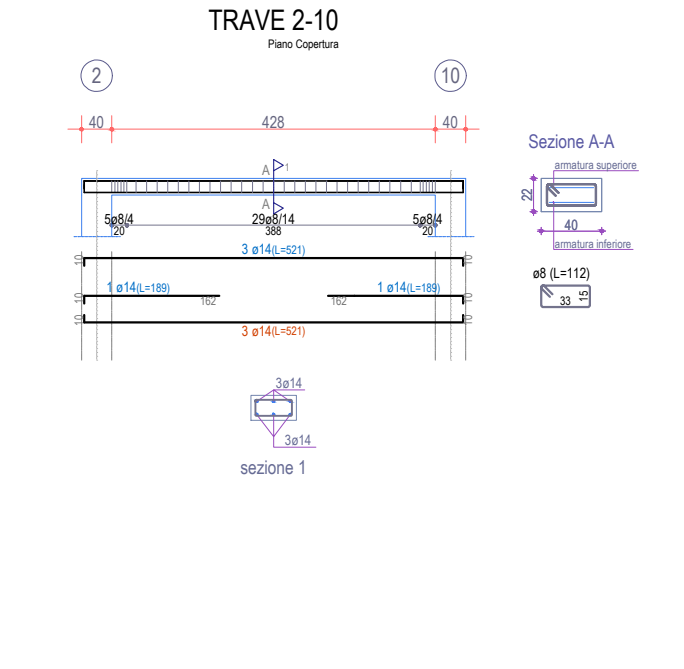 TRAVE 2-10
Piano Copertura
2
10
40
428
40
A
1
A
5ø8/4
29ø8/14
5ø8/4
20
388
20
3 ø14(L=521)
10
10
1 ø14(L=189)
1 ø14(L=189)
10
162
162
10
10
10
3 ø14(L=521)
3ø14
3ø14
sezione 1
Sezione A-A
armatura superiore
22
40
armatura inferiore
ø8 (L=112)
33
15